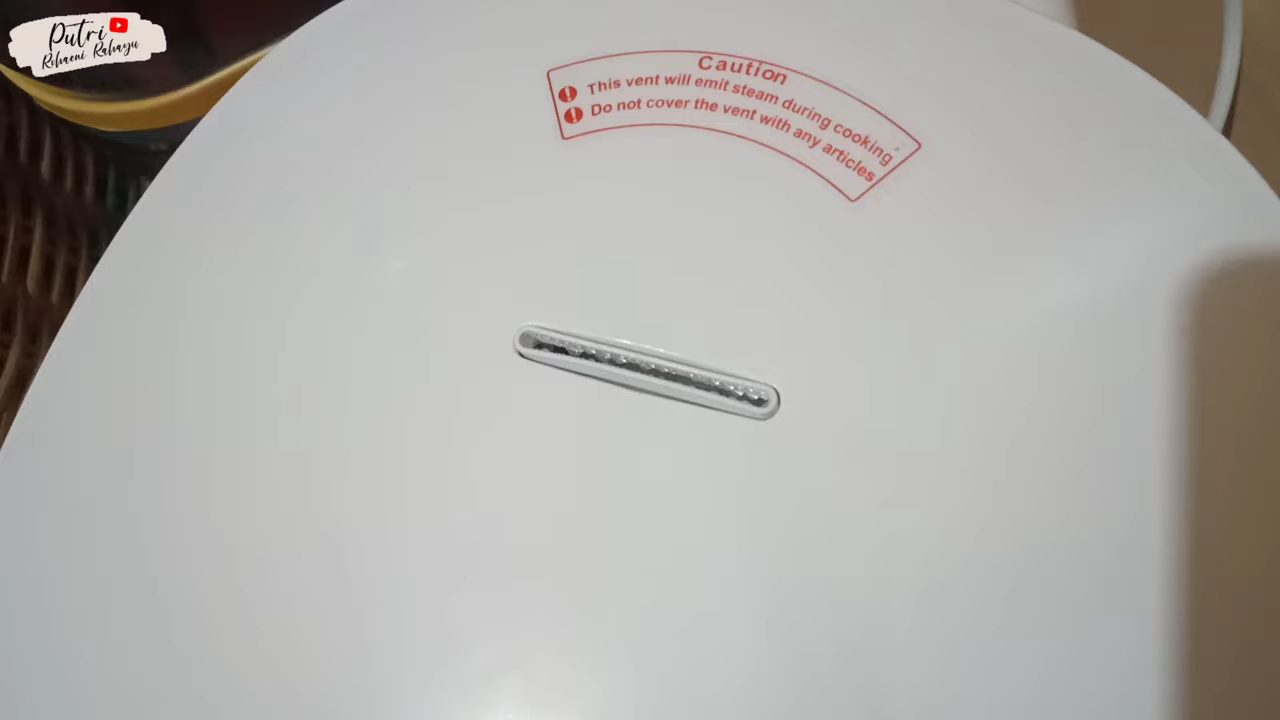 Putri
Rohaeni Rahayu
Caution
This vent will emit steam during cooking
Do not cover the vent with any articles